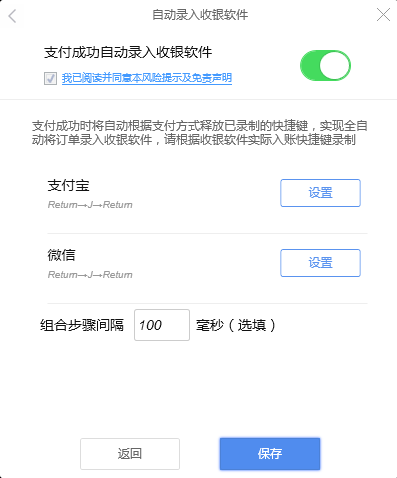 自动录入收银软件
支付成功自动录入收银软件
我已阅读并同意本风险提示及免责声明
支付成功时将自动根据支付方式释放已录制的快捷键，实现全自
动将订单录入收银软件，请根据收银软件实际入账快捷键录制
支付宝
设置
Return→J→Return
微信
设置
Return→J→Return
组合步骤间隔 100 毫秒（选填）
返回 保存